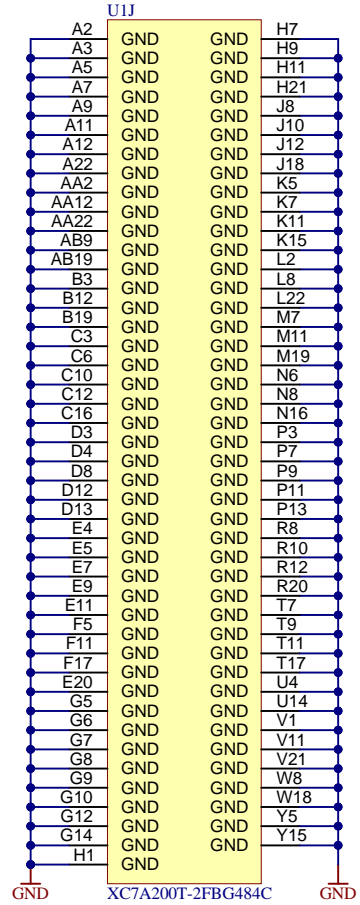 U1J
A2 GND GND H7
A3 GND GND H9
A5 GND GND H11
A7 GND GND H21
A9 GND GND J8
A11 GND GND J10
A12 GND GND J12
A22 GND GND J18
AA2 GND GND K5
AA12 GND GND K7
AA22 GND GND K11
AB9 GND GND K15
AB19 GND GND L2
B3 GND GND L8
B12 GND GND L22
B19 GND GND M7
C3 GND GND M11
C6 GND GND M19
C10 GND GND N6
C12 GND GND N8
C16 GND GND N16
D3 GND GND P3
D4 GND GND P7
D8 GND GND P9
D12 GND GND P11
D13 GND GND P13
E4 GND GND R8
E5 GND GND R10
E7 GND GND R12
E9 GND GND R20
E11 GND GND T7
F5 GND GND T9
F11 GND GND T11
F17 GND GND T17
E20 GND GND U4
G5 GND GND U14
G6 GND GND V1
G7 GND GND V11
G8 GND GND V21
G9 GND GND W8
G10 GND GND W18
G12 GND GND Y5
G14 GND GND Y15
H1 GND
GND XC7A200T-2FBG484C GND